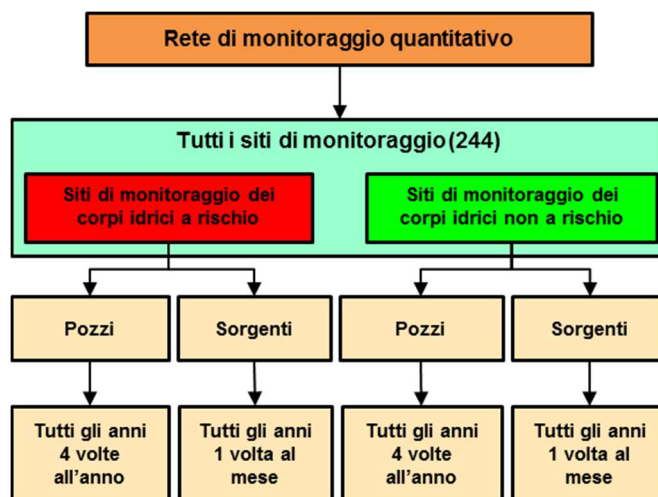 Rete di monitoraggio quantitativo
Tutti i siti di monitoraggio (244)
Siti di monitoraggio dei
corpi idrici a rischio
Siti di monitoraggio dei
corpi idrici non a rischio
Pozzi
Sorgenti
Pozzi
Sorgenti
Tutti gli anni
4 volte
all'anno
Tutti gli anni
1 volta al
mese
Tutti gli anni
4 volte
all'anno
Tutti gli anni
1 volta al
mese